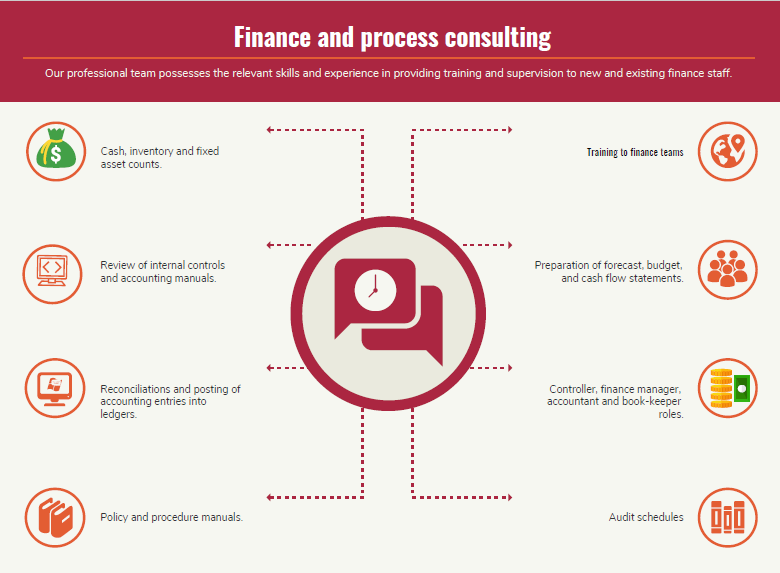 Finance and process consulting
Our professional team possesses the relevant skills and experience in providing training and supervision to new and existing finance staff.
Cash, inventory and fixed
asset counts.
Training to finance teams
Review of internal controls
and accounting manuals.
Preparation of forecast, budget,
and cash flow statements.
Reconciliations and posting of
accounting entries into
ledgers.
Controller, finance manager,
accountant and book-keeper
roles.
Policy and procedure manuals.
Audit schedules